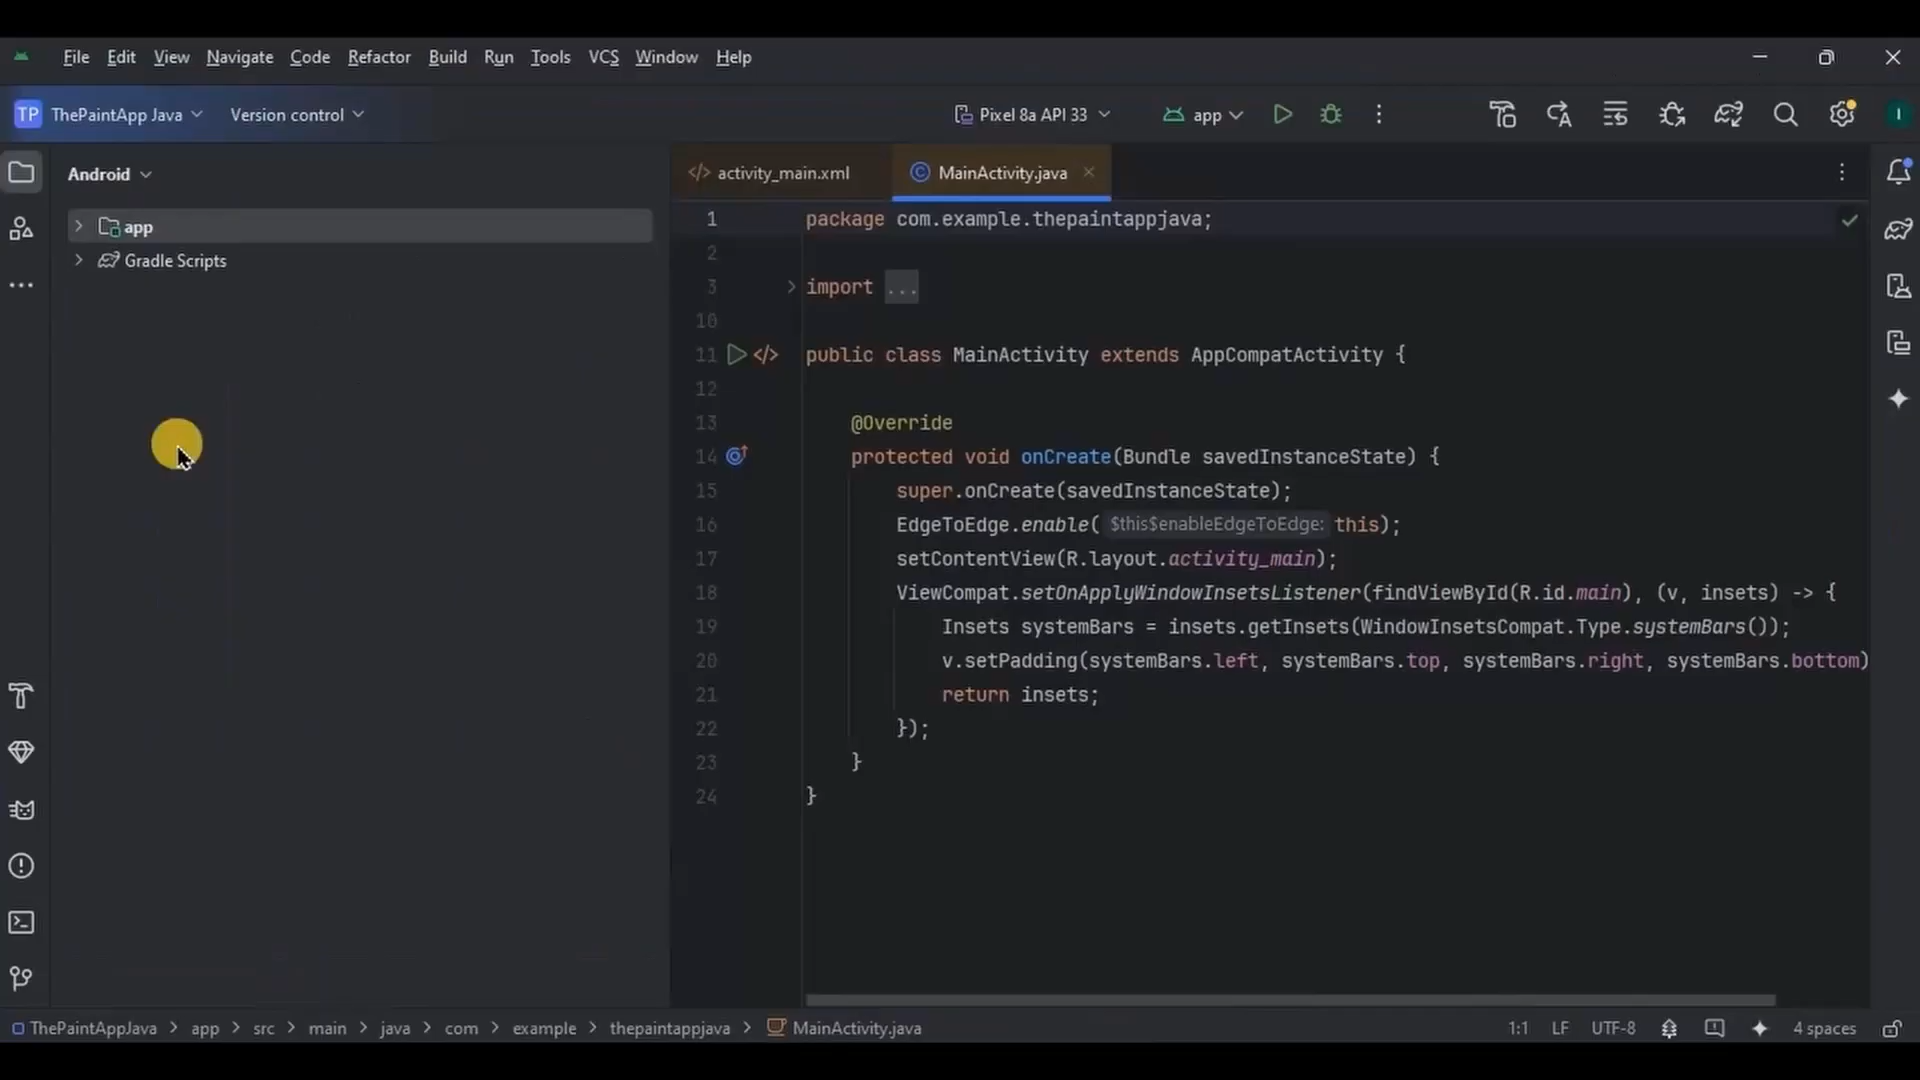 File Edit View Navigate Code Refactor Build Run Tools VCS Window Help
TP ThePaintApp Java Version control Pixel 8a API 33 app I
Android
app
Gradle Scripts
activity_main.xml MainActivity.java
1 package com.example.thepaintappjava;
2
3 import ...
10
11 public class MainActivity extends AppCompatActivity {
12
13 @Override
14 protected void onCreate(Bundle savedInstanceState) {
15 super.onCreate(savedInstanceState);
16 EdgeToEdge.enable( $this$enableEdgeToEdge: this);
17 setContentView(R.layout.activity_main);
18 ViewCompat.setOnApplyWindowInsetsListener(findViewById(R.id.main), (v, insets) -> {
19 Insets systemBars = insets.getInsets(WindowInsetsCompat.Type.systemBars());
20 v.setPadding(systemBars.left, systemBars.top, systemBars.right, systemBars.bottom)
21 return insets;
22 });
23 }
24 }
ThePaintAppJava > app > src > main > java > com > example > thepaintappjava > MainActivity.java 1:1 LF UTF-8 4 spaces